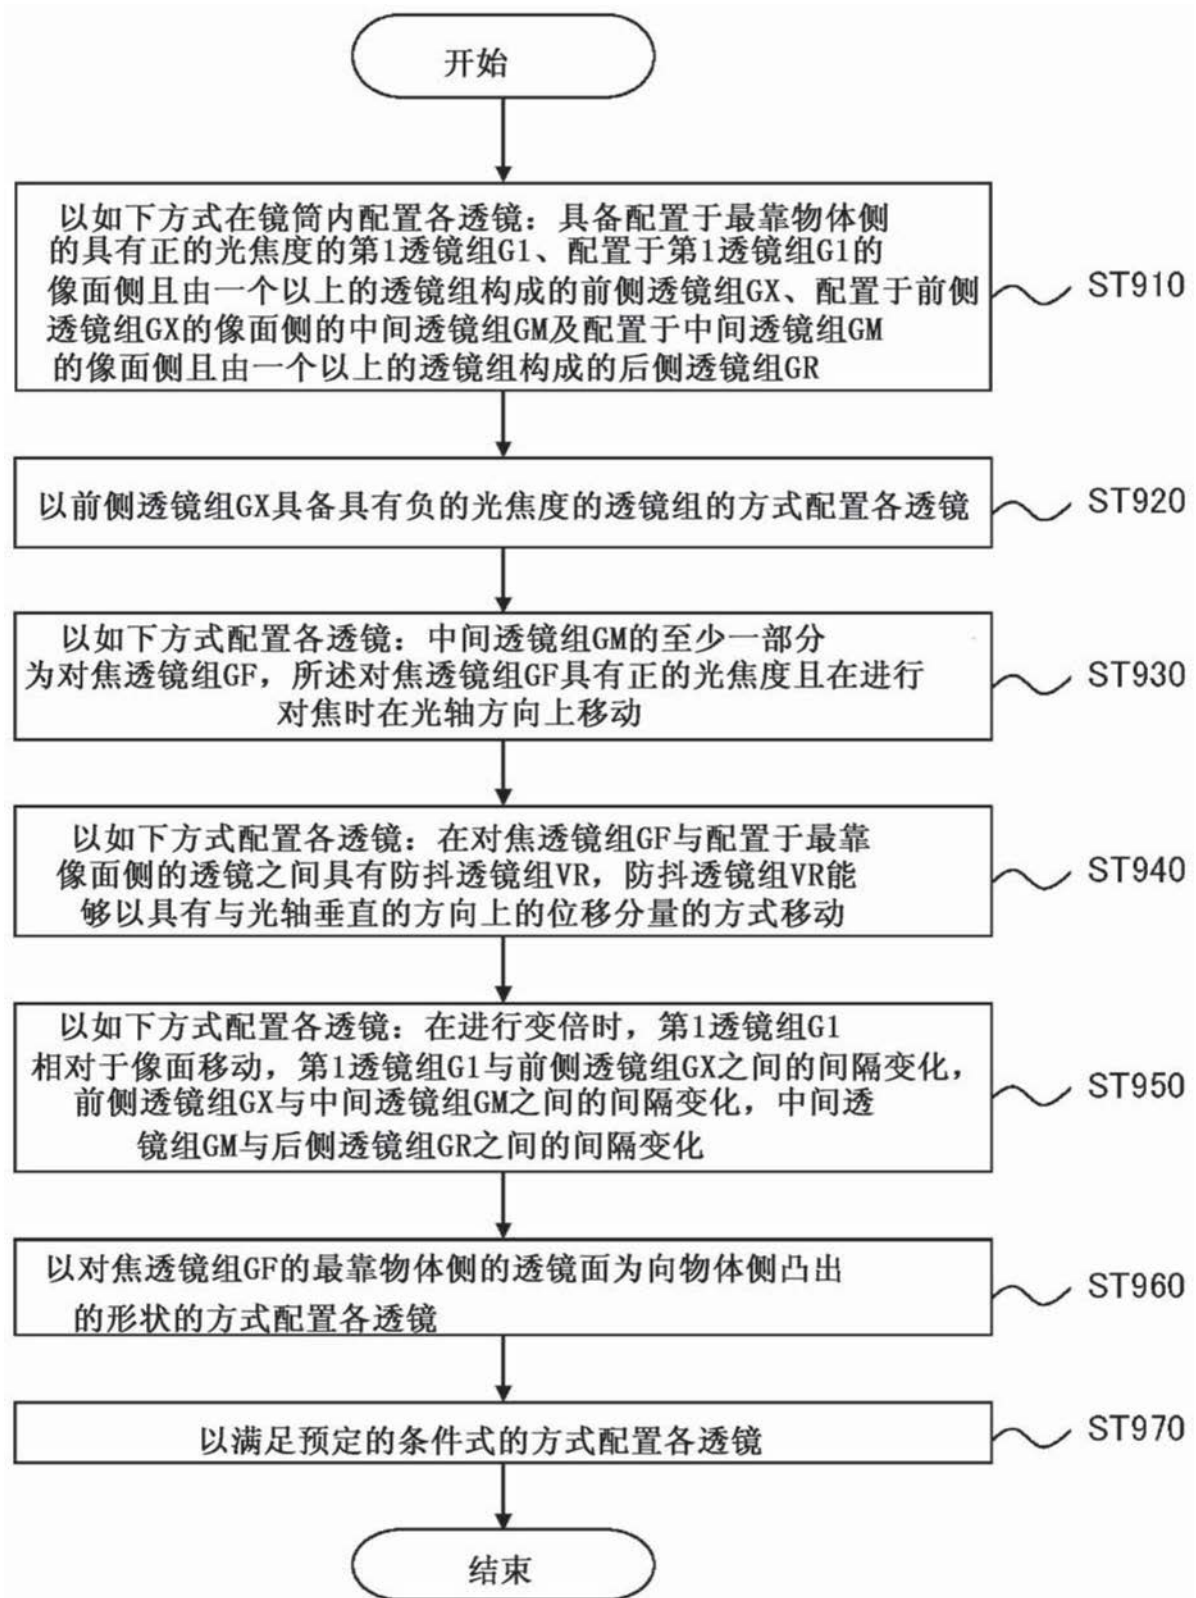 开始
以如下方式在镜筒内配置各透镜：具备配置于最靠物体侧
的具有正的光焦度的第1透镜组G1、配置于第1透镜组G1的
像面侧且由一个以上的透镜组构成的前侧透镜组GX、配置于前侧
透镜组GX的像面侧的中间透镜组GM及配置于中间透镜组GM
的像面侧且由一个以上的透镜组构成的后侧透镜组GR
ST910
以前侧透镜组GX具备具有负的光焦度的透镜组的方式配置各透镜
ST920
以如下方式配置各透镜：中间透镜组GM的至少一部分
为对焦透镜组GF，所述对焦透镜组GF具有正的光焦度且在进行
对焦时在光轴方向上移动
ST930
以如下方式配置各透镜：在对焦透镜组GF与配置于最靠
像面侧的透镜之间具有防抖透镜组VR，防抖透镜组VR能
够以具有与光轴垂直的方向上的位移分量的方式移动
ST940
以如下方式配置各透镜：在进行变倍时，第1透镜组G1
相对于像面移动，第1透镜组G1与前侧透镜组GX之间的间隔变化，
前侧透镜组GX与中间透镜组GM之间的间隔变化，中间透
镜组GM与后侧透镜组GR之间的间隔变化
ST950
以对焦透镜组GF的最靠物体侧的透镜面为向物体侧凸出
的形状的方式配置各透镜
ST960
以满足预定的条件式的方式配置各透镜
ST970
结束